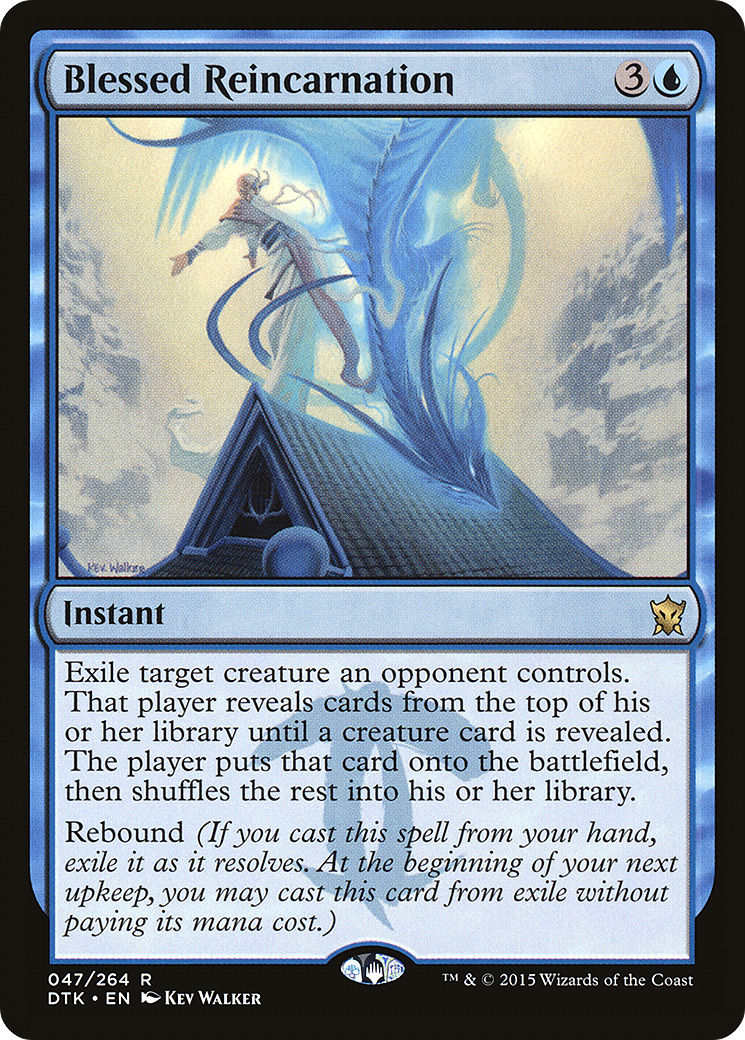 Blessed Reincarnation 3
Kev Walker
Instant
Exile target creature an opponent controls.
That player reveals cards from the top of his
or her library until a creature card is revealed.
The player puts that card onto the battlefield,
then shuffles the rest into his or her library.
Rebound (If you cast this spell from your hand,
exile it as it resolves. At the beginning of your next
upkeep, you may cast this card from exile without
paying its mana cost.)
047/264 R
DTK • EN Kev Walker
™ & © 2015 Wizards of the Coast